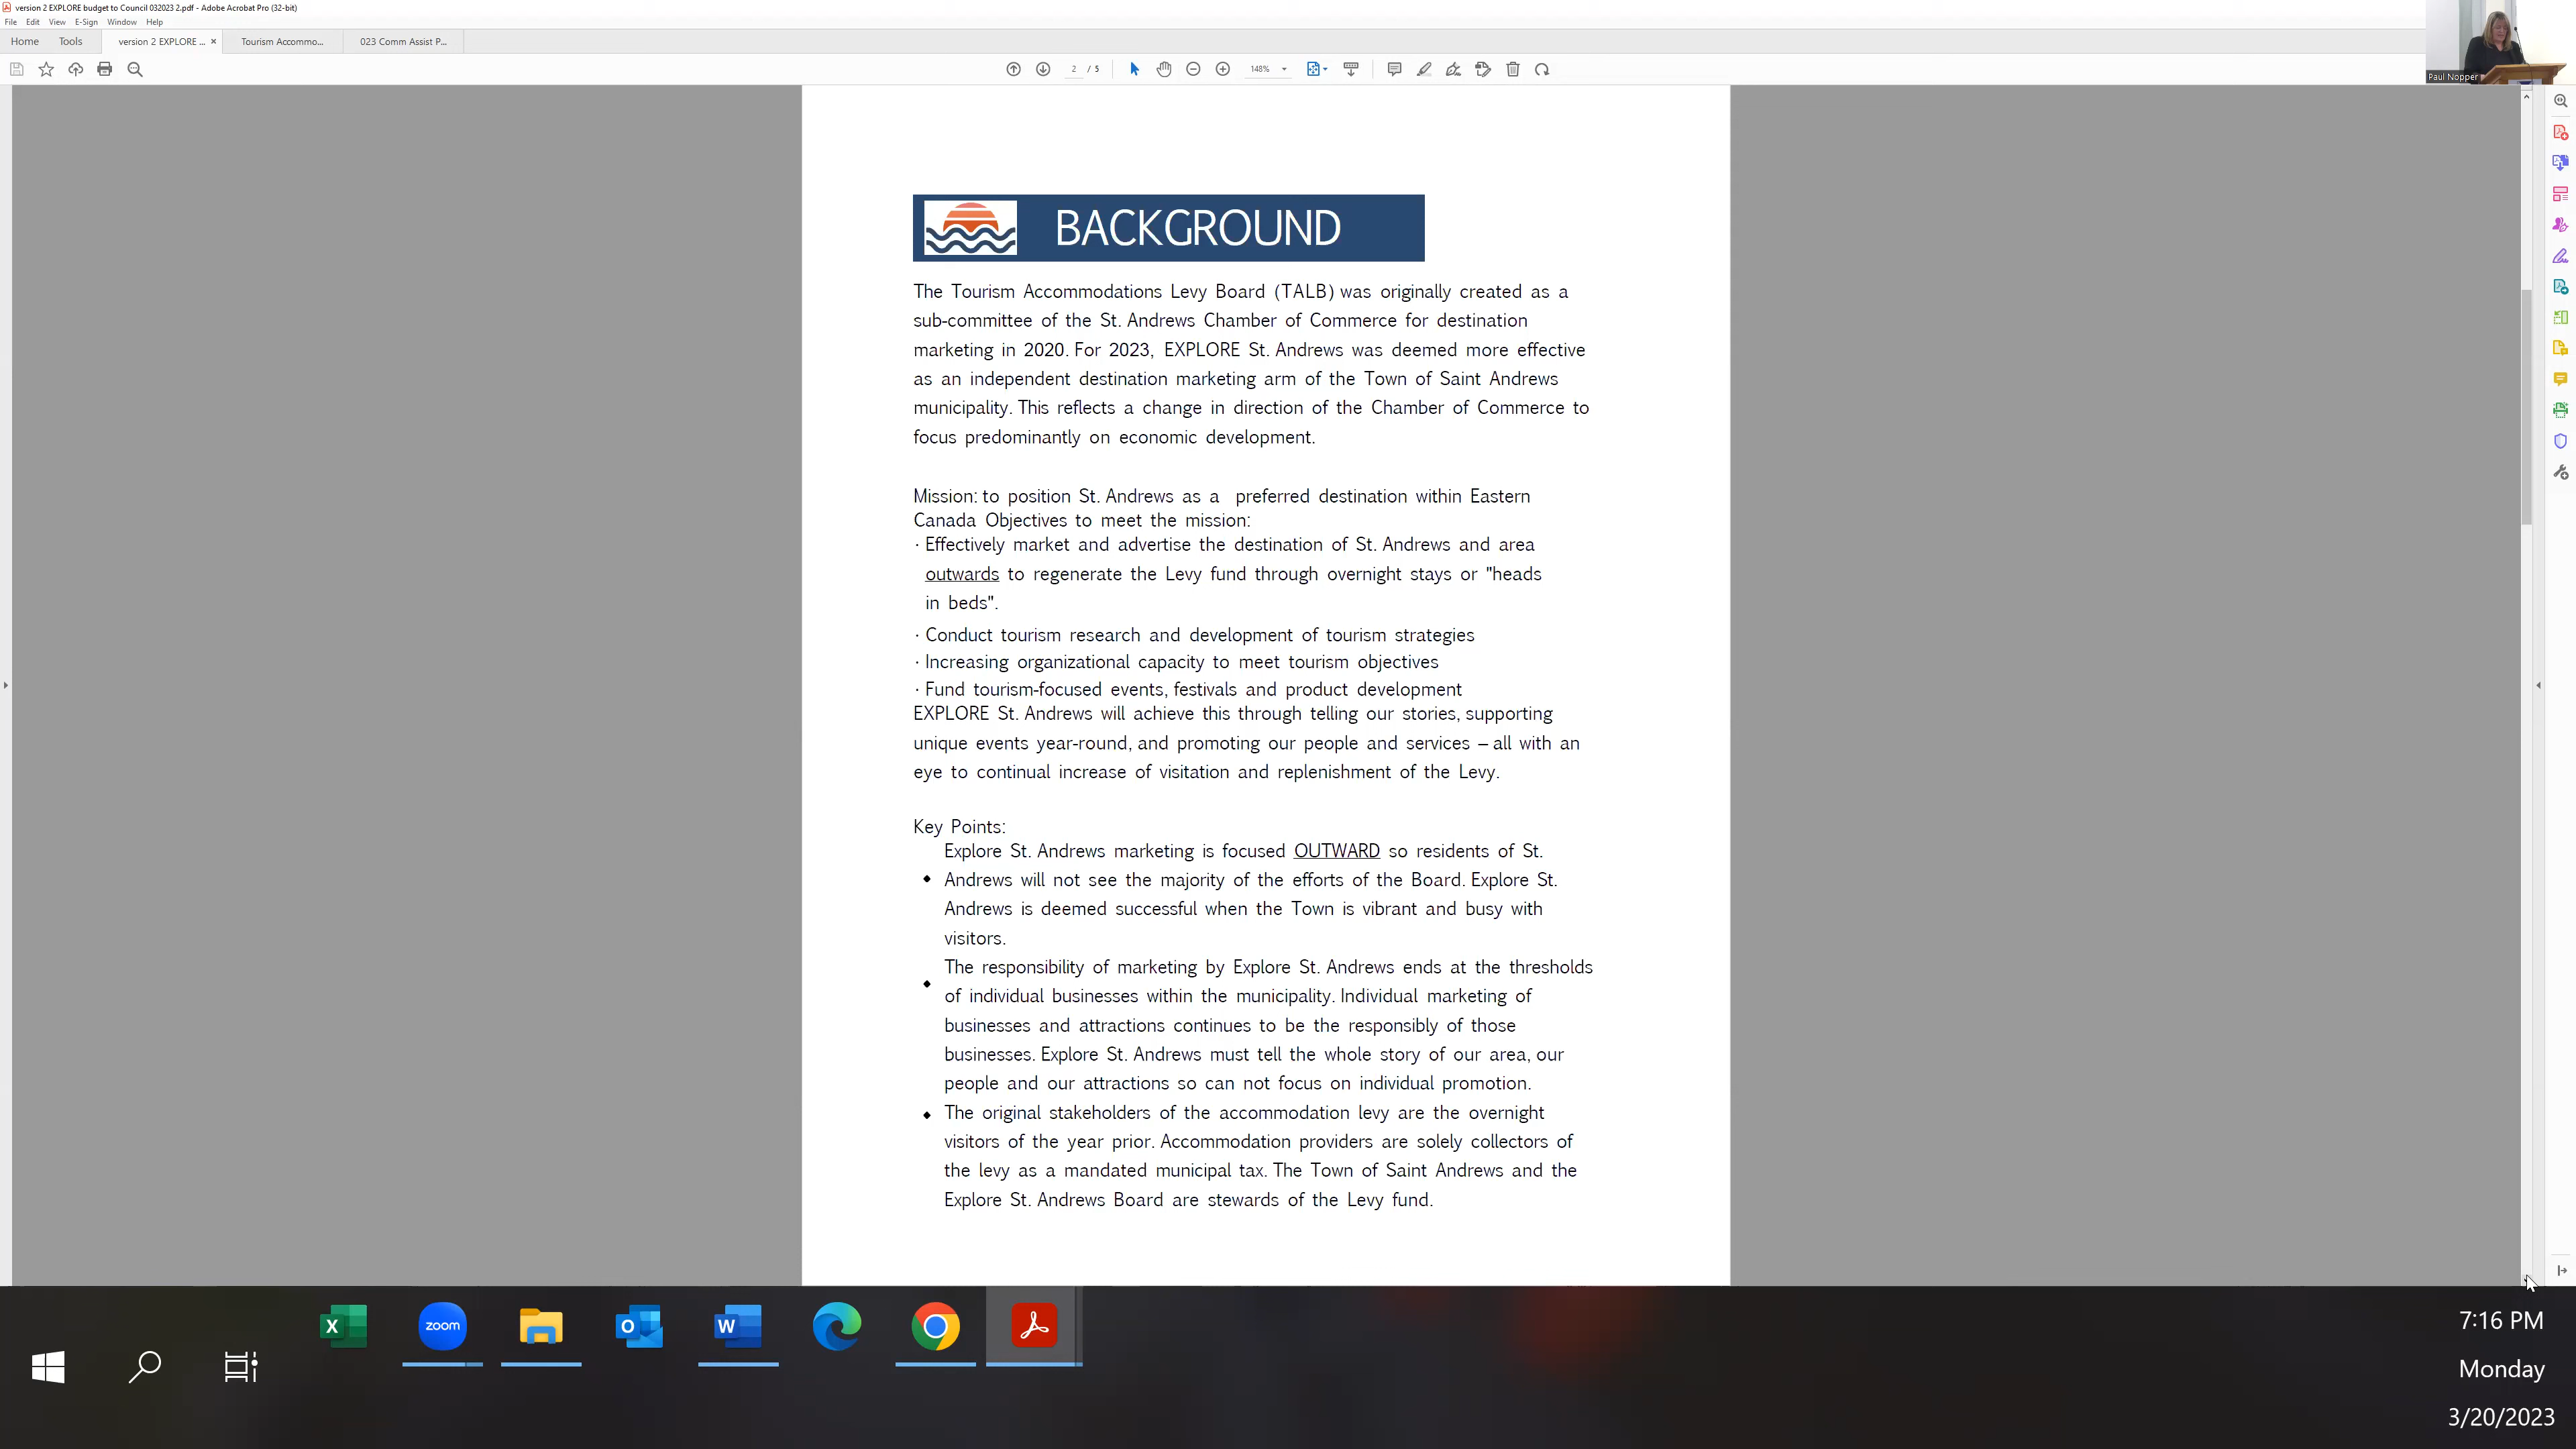 version 2 EXPLORE budget to Council 032023 2.pdf - Adobe Acrobat Pro (32-bit)
File Edit View E-Sign Window Help
Home Tools version 2 EXPLORE ... × Tourism Accommo... 023 Comm Assist P...
2 / 5 148%
Paul Nopper
BACKGROUND
The Tourism Accommodations Levy Board (TALB) was originally created as a
sub-committee of the St. Andrews Chamber of Commerce for destination
marketing in 2020. For 2023, EXPLORE St. Andrews was deemed more effective
as an independent destination marketing arm of the Town of Saint Andrews
municipality. This reflects a change in direction of the Chamber of Commerce to
focus predominantly on economic development.
Mission: to position St. Andrews as a preferred destination within Eastern
Canada Objectives to meet the mission:
· Effectively market and advertise the destination of St. Andrews and area
outwards to regenerate the Levy fund through overnight stays or "heads
in beds".
· Conduct tourism research and development of tourism strategies
· Increasing organizational capacity to meet tourism objectives
· Fund tourism-focused events, festivals and product development
EXPLORE St. Andrews will achieve this through telling our stories, supporting
unique events year-round, and promoting our people and services – all with an
eye to continual increase of visitation and replenishment of the Levy.
Key Points:
Explore St. Andrews marketing is focused OUTWARD so residents of St.
Andrews will not see the majority of the efforts of the Board. Explore St.
Andrews is deemed successful when the Town is vibrant and busy with
visitors.
The responsibility of marketing by Explore St. Andrews ends at the thresholds
of individual businesses within the municipality. Individual marketing of
businesses and attractions continues to be the responsibly of those
businesses. Explore St. Andrews must tell the whole story of our area, our
people and our attractions so can not focus on individual promotion.
The original stakeholders of the accommodation levy are the overnight
visitors of the year prior. Accommodation providers are solely collectors of
the levy as a mandated municipal tax. The Town of Saint Andrews and the
Explore St. Andrews Board are stewards of the Levy fund.
X zoom O W
7:16 PM
Monday
3/20/2023